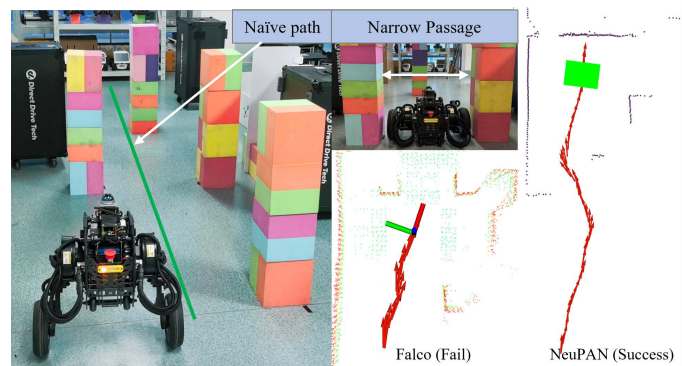 Naïve path
Narrow Passage
Direct Drive Tech
Direct Drive Tech
Falco (Fail)
NeuPAN (Success)